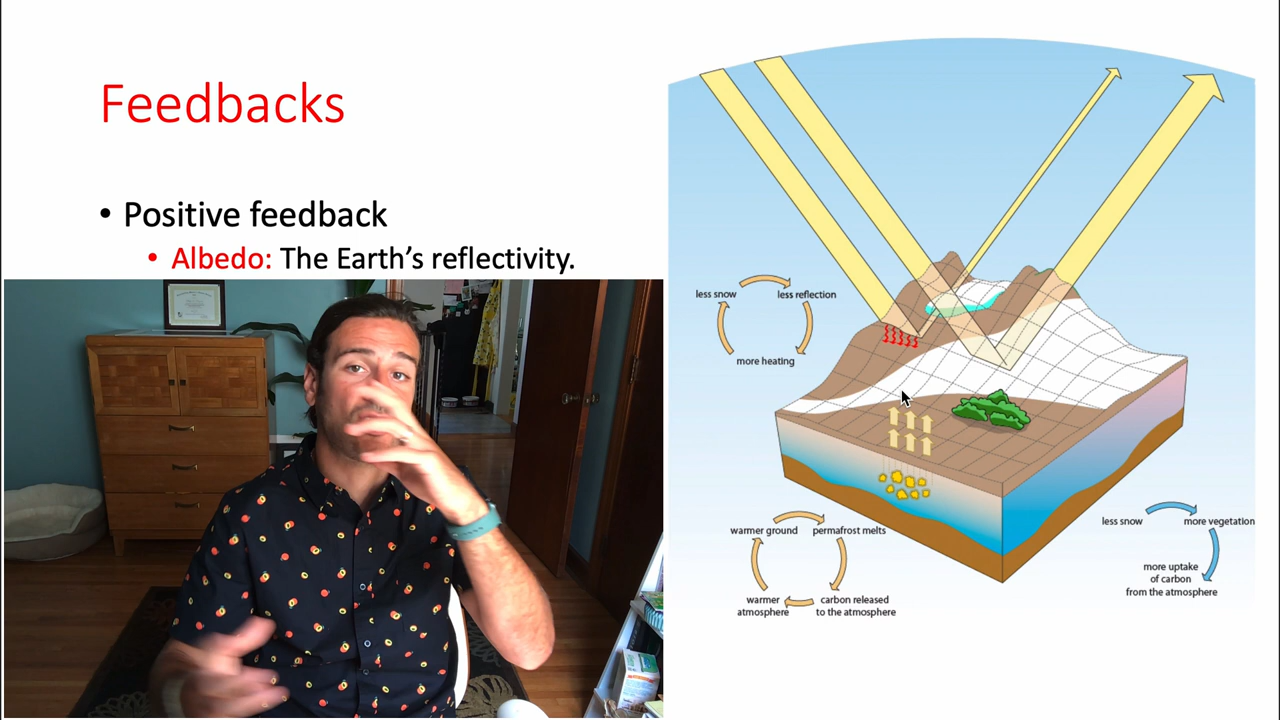 Feedbacks
• Positive feedback
• Albedo: The Earth's reflectivity.
less snow
less reflection
more heating
warmer ground
permafrost melts
warmer
atmosphere
carbon released
to the atmosphere
less snow
more vegetation
more uptake
of carbon
from the atmosphere